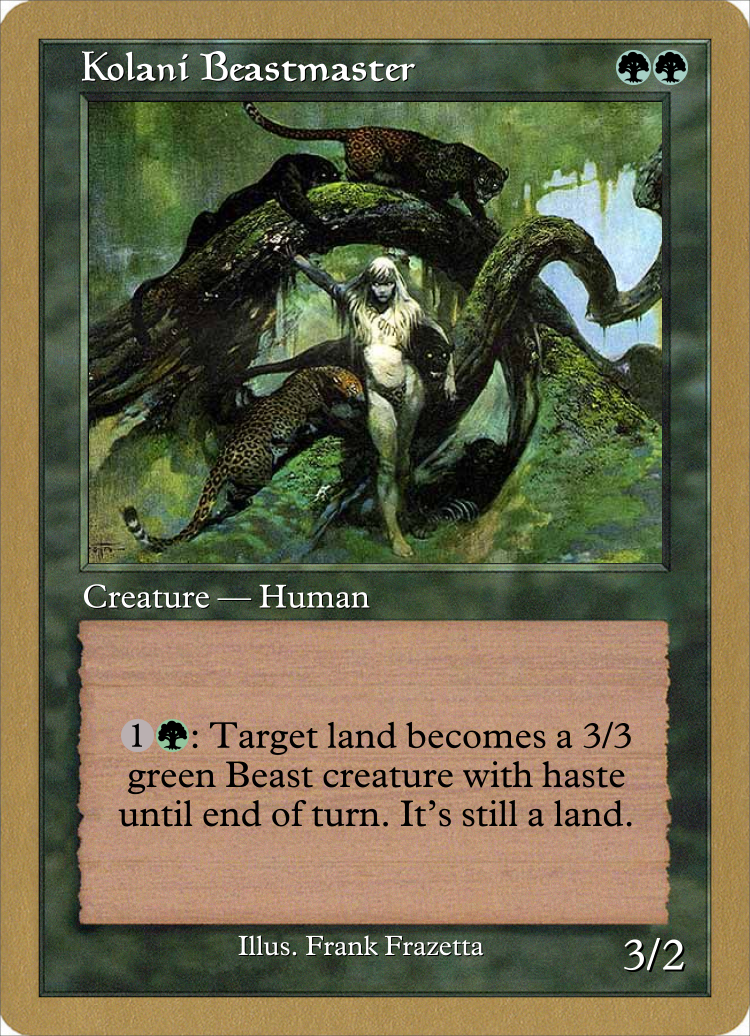 Kolani Beastmaster
Creature — Human
1: Target land becomes a 3/3
green Beast creature with haste
until end of turn. It's still a land.
Illus. Frank Frazetta
3/2